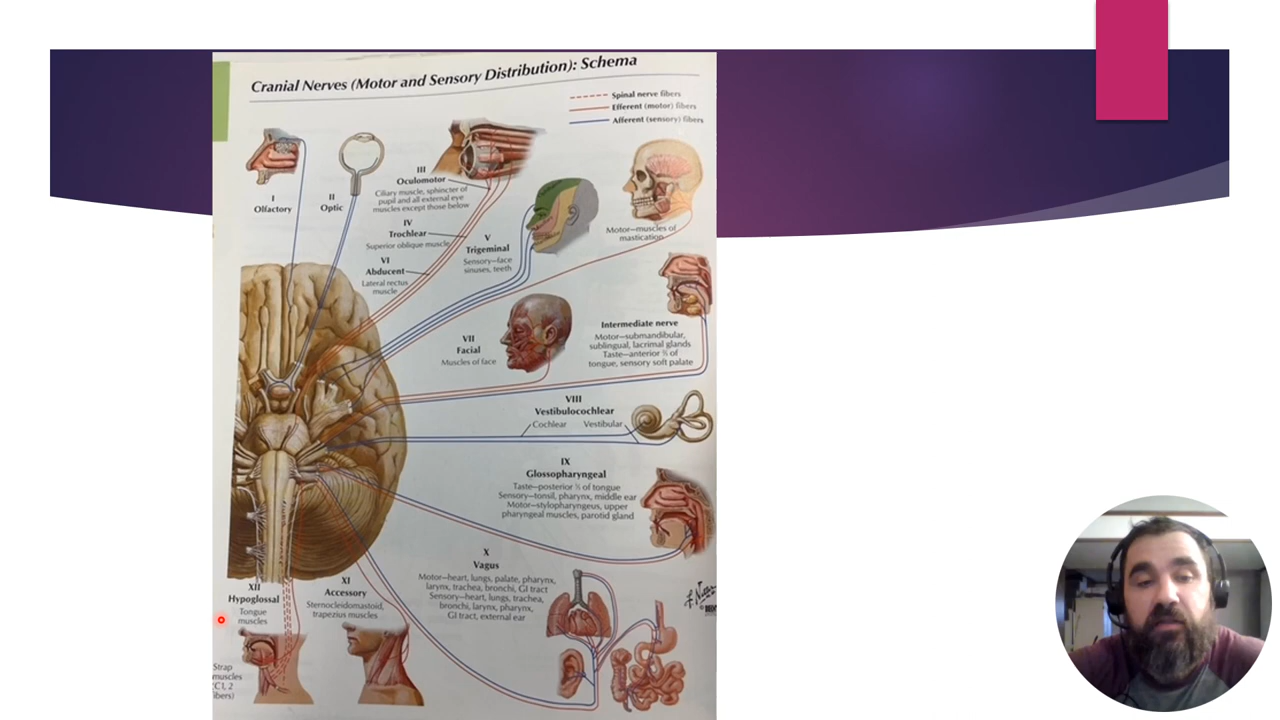 Cranial Nerves (Motor and Sensory Distribution): Schema
Spinal nerve fibers
Efferent (motor) fibers
Afferent (sensory) fibers
I
Olfactory
II
Optic
III
Oculomotor
Ciliary muscle, sphincter of
pupil and all external eye
muscles except those below
IV
Trochlear
Superior oblique muscle
VI
Abducent
Lateral rectus
muscle
V
Trigeminal
Sensory—face
sinuses, teeth
Motor—muscles of
mastication
VII
Facial
Muscles of face
Intermediate nerve
Motor—submandibular,
sublingual, lacrimal glands
Taste—anterior ⅔ of
tongue, sensory soft palate
VIII
Vestibulocochlear
Cochlear Vestibular
IX
Glossopharyngeal
Taste—posterior ⅓ of tongue
Sensory—tonsil, pharynx, middle ear
Motor—stylopharyngeus, upper
pharyngeal muscles, parotid gland
X
Vagus
Motor—heart, lungs, palate, pharynx,
larynx, trachea, bronchi, GI tract
Sensory—heart, lungs, trachea,
bronchi, larynx, pharynx,
GI tract, external ear
XII
Hypoglossal
Tongue
muscles
XI
Accessory
Sternocleidomastoid,
trapezius muscles
Strap
muscles
C1, 2
ibers)